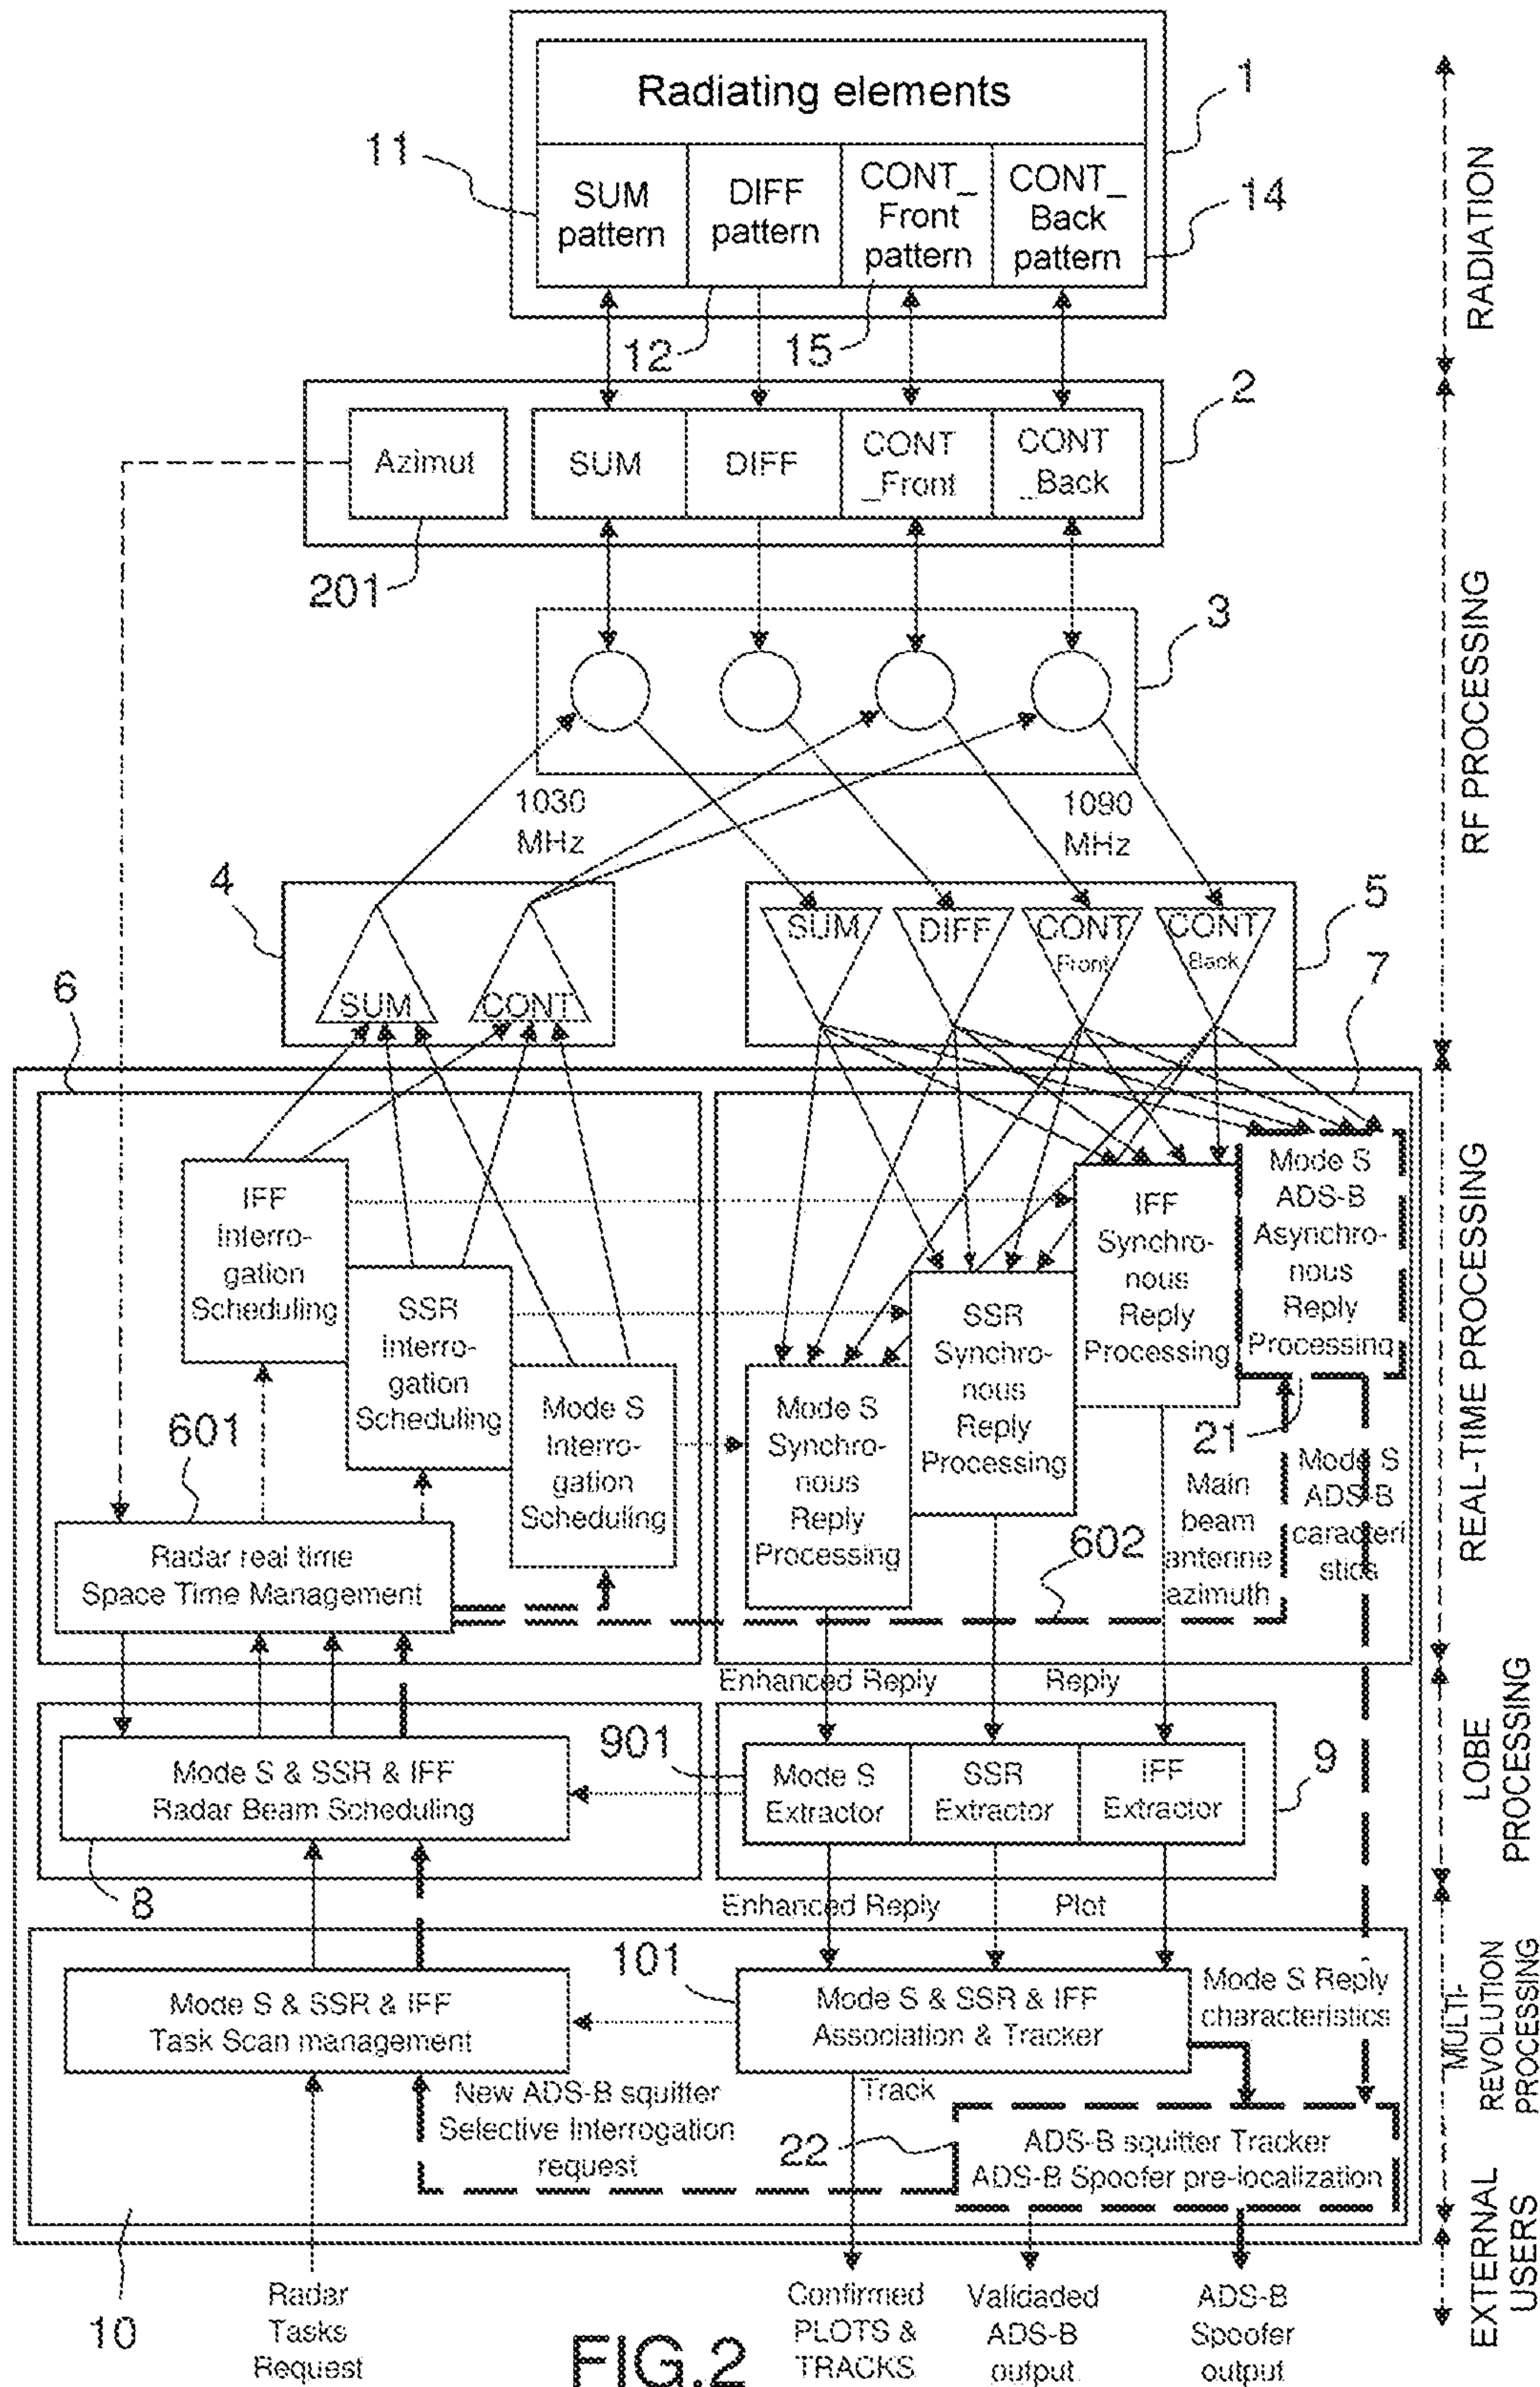 Radiating elements
1
11
SUM
pattern
DIFF
pattern
CONT_
Front
pattern
CONT_
Back
pattern
14
12
15
RADIATION
2
Azimut
SUM
DIFF
CONT
_Front
CONT
_Back
201
3
1030
MHz
1090
MHz
RF PROCESSING
4
SUM
CONT
5
SUM
DIFF
CONT
Front
CONT
Back
6
7
IFF
Interro-
gation
Scheduling
SSR
Interro-
gation
Scheduling
Mode S
Interro-
gation
Scheduling
601
Radar real time
Space Time Management
Mode S
Synchro-
nous
Reply
Processing
SSR
Synchro-
nous
Reply
Processing
IFF
Synchro-
nous
Reply
Processing
Mode S
ADS-B
Asynchro-
nous
Reply
Processing
21
Main
beam
antenne
azimuth
Mode S
ADS-B
caracteri
stics
602
REAL-TIME PROCESSING
Enhanced Reply
Reply
Mode S & SSR & IFF
Radar Beam Scheduling
8
901
Mode S
Extractor
SSR
Extractor
IFF
Extractor
9
LOBE
PROCESSING
Enhanced Reply
Plot
Mode S & SSR & IFF
Task Scan management
101
Mode S & SSR & IFF
Association & Tracker
Mode S Reply
characteristics
New ADS-B squitter
Selective Interrogation
request
Track
22
ADS-B squitter Tracker
ADS-B Spoofer pre-localization
MULTI-
REVOLUTION
PROCESSING
10
Radar
Tasks
Request
Confirmed
PLOTS &
TRACKS
Validaded
ADS-B
output
ADS-B
Spoofer
output
EXTERNAL
USERS
FIG.2